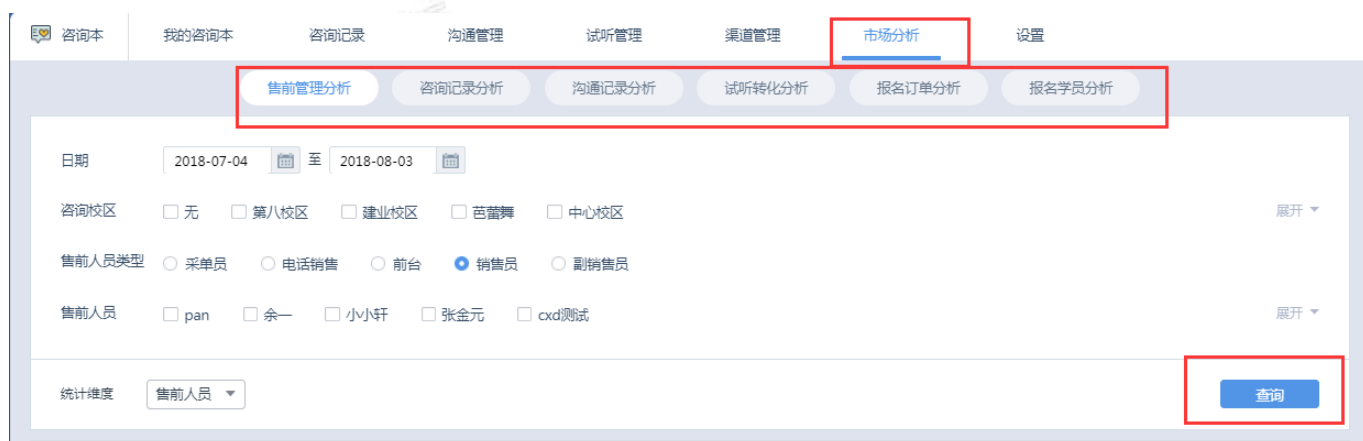 咨询本 我的咨询本 咨询记录 沟通管理 试听管理 渠道管理 市场分析 设置
售前管理分析 咨询记录分析 沟通记录分析 试听转化分析 报名订单分析 报名学员分析
日期 2018-07-04 至 2018-08-03
咨询校区 无 第八校区 建业校区 芭蕾舞 中心校区 展开
售前人员类型 采单员 电话销售 前台 销售员 副销售员
售前人员 pan 余一 小小轩 张金元 cxd测试 展开
统计维度 售前人员 查询